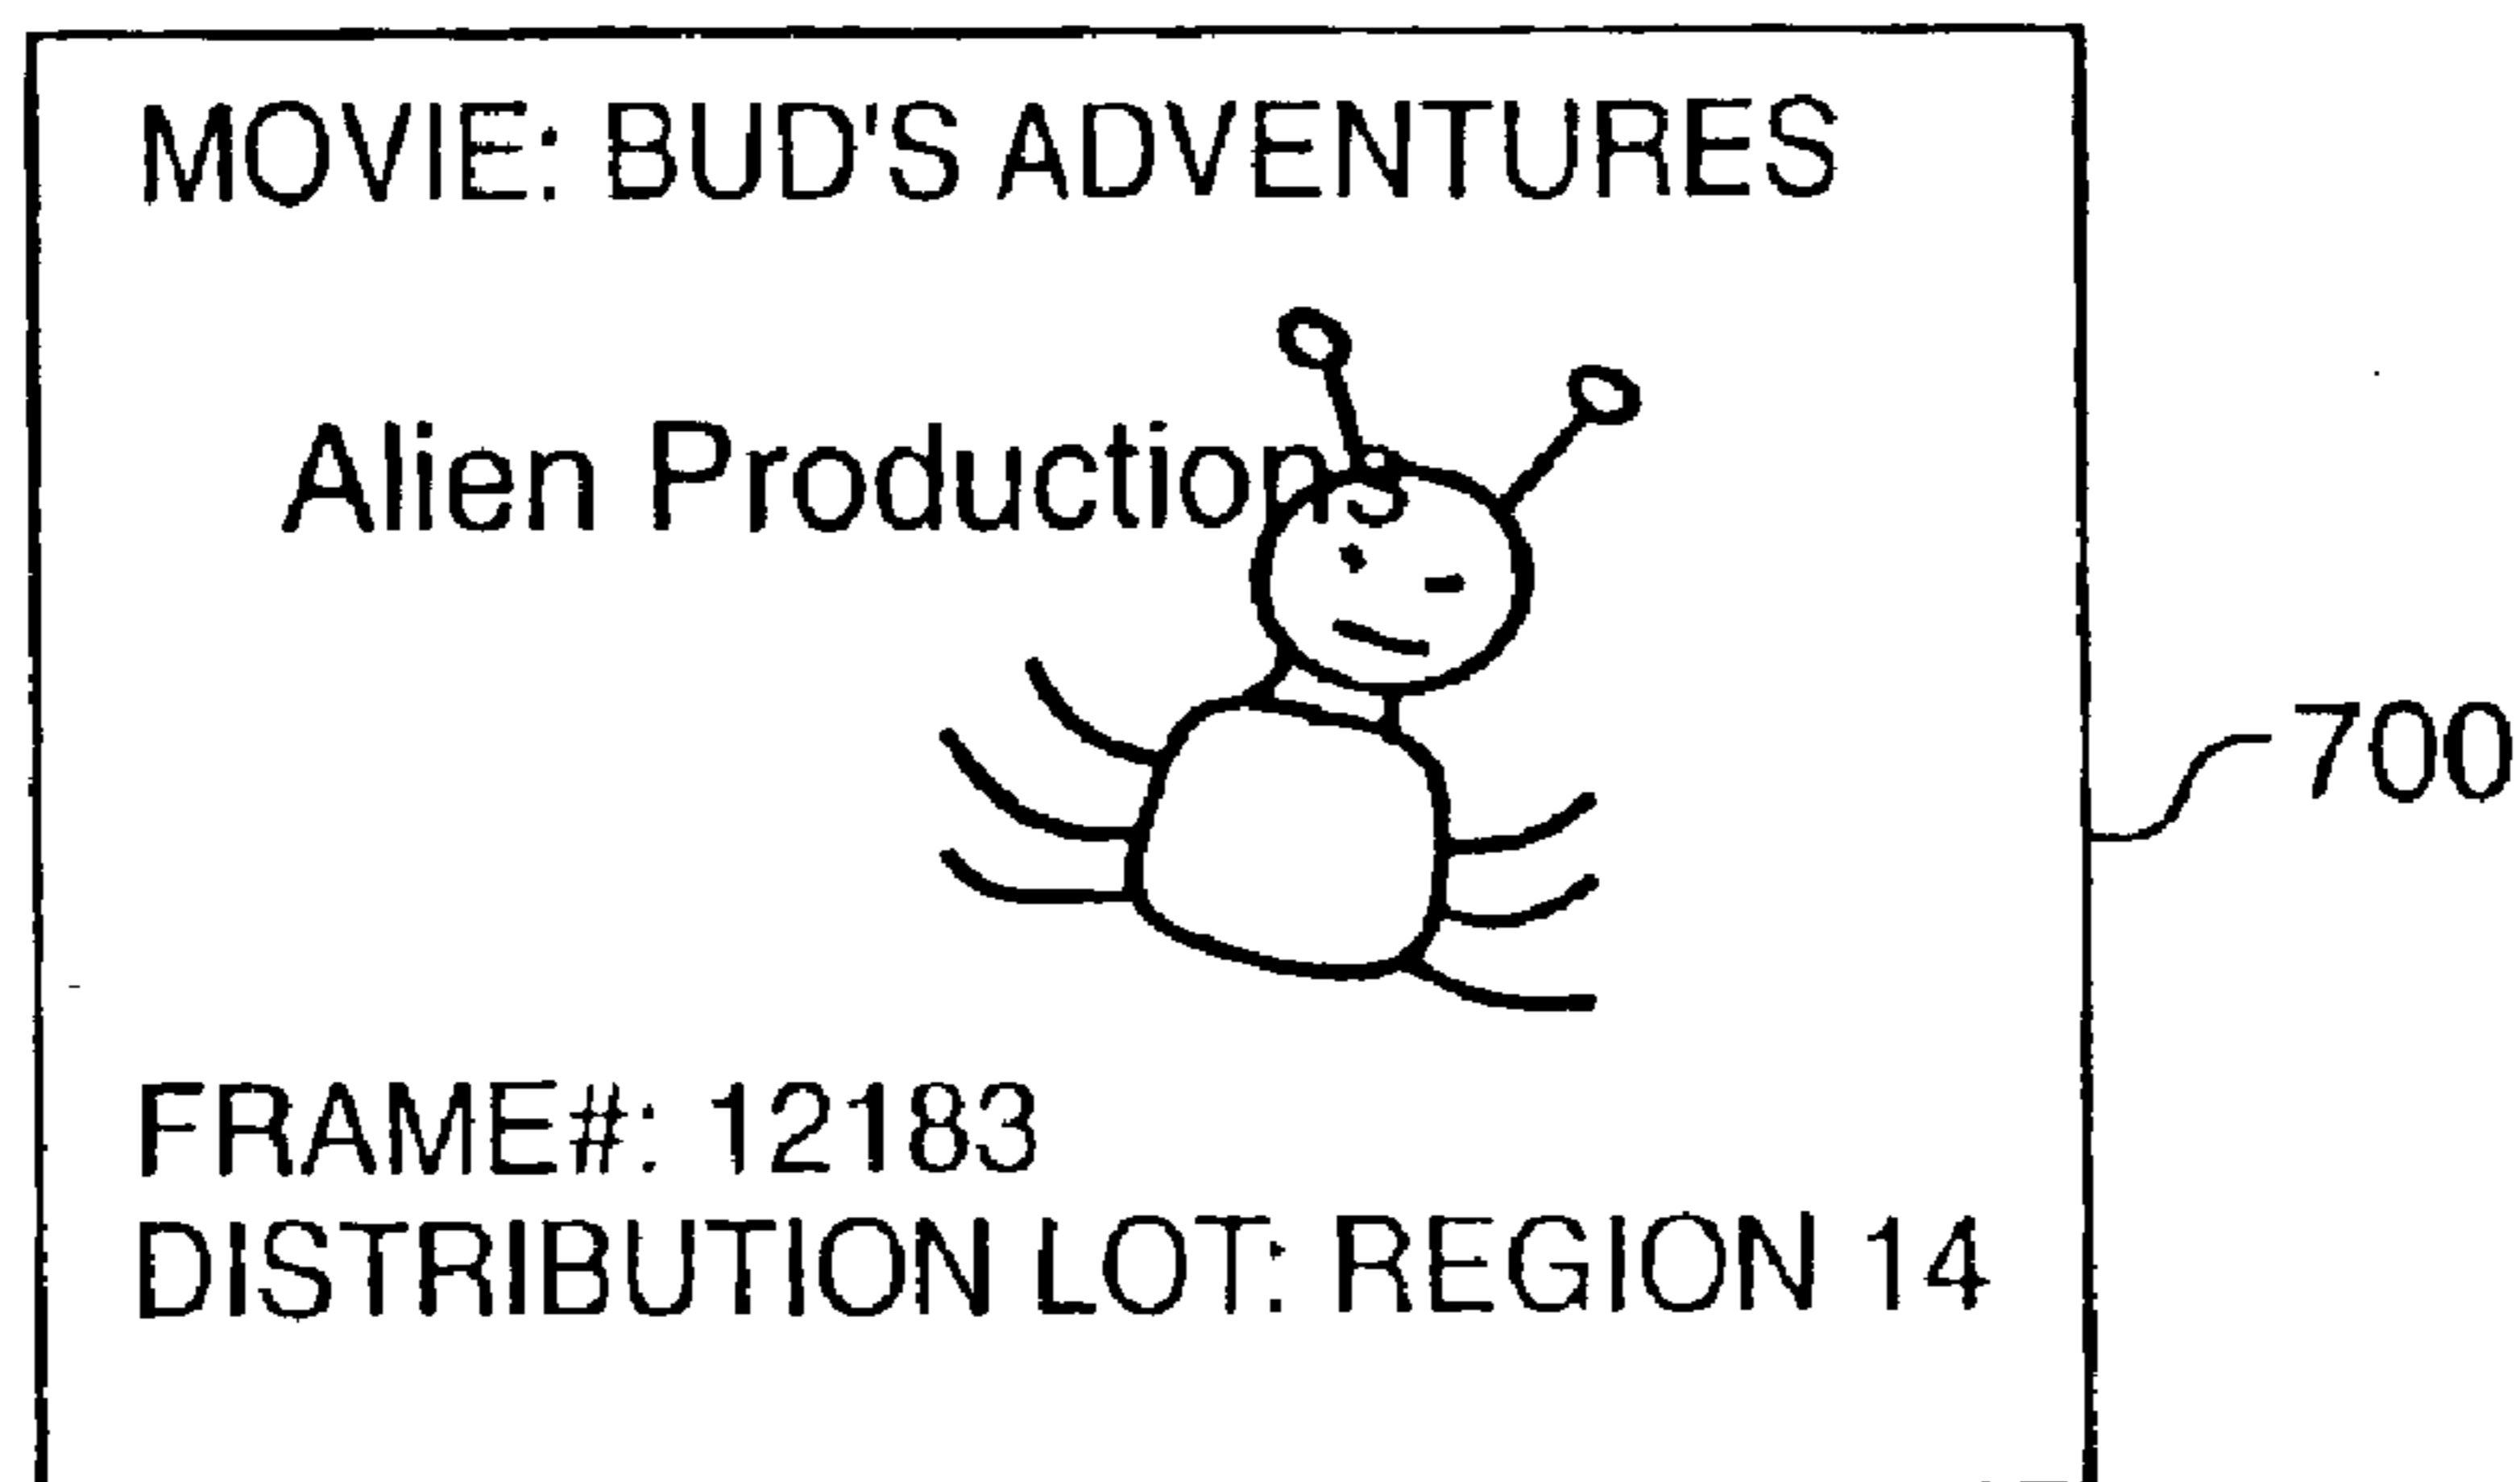 MOVIE: BUD'S ADVENTURES
Alien Productions
700
FRAME#: 12183
DISTRIBUTION LOT: REGION 14